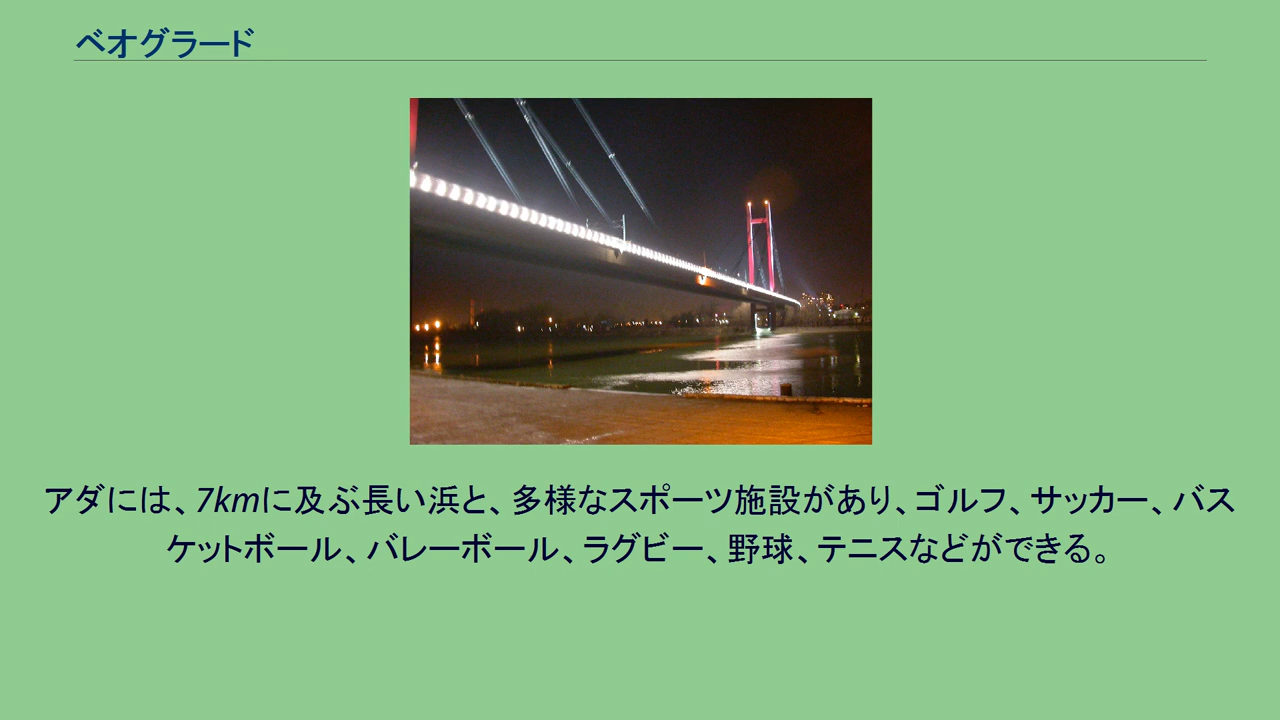 ベオグラード
アダには、7kmに及ぶ長い浜と、多様なスポーツ施設があり、ゴルフ、サッカー、バス
ケットボール、バレーボール、ラグビー、野球、テニスなどができる。